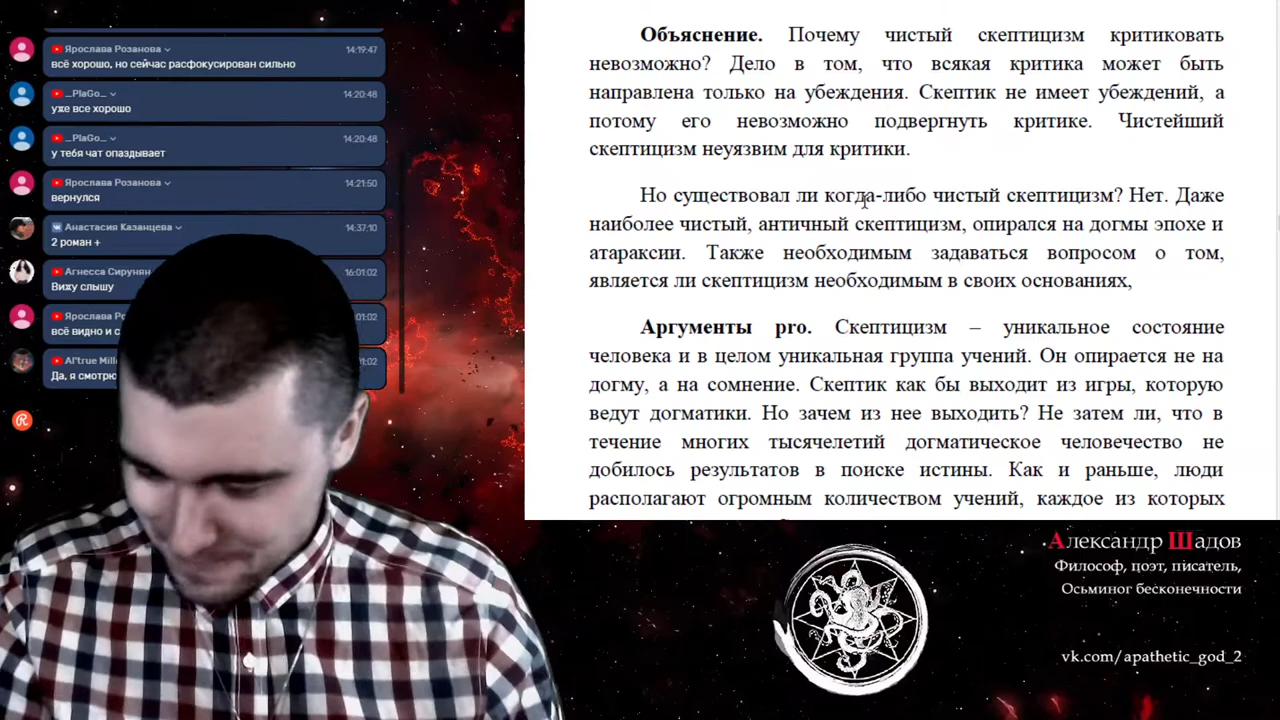 Ярослава Розанова
14:19:47
всё хорошо, но сейчас расфокусирован сильно
_PlaGo_
14:20:48
уже все хорошо
_PlaGo_
14:20:48
у тебя чат опаздывает
Ярослава Розанова
14:21:50
вернулся
Анастасия Казанцева
14:37:10
2 роман +
Агнесса Сирунян
16:01:02
Вижу слышу
Ярослава
01:02
всё видно и
Al'true
01:02
Да, я смотрю
Объяснение. Почему чистый скептицизм критиковать
невозможно? Дело в том, что всякая критика может быть
направлена только на убеждения. Скептик не имеет убеждений, а
потому его невозможно подвергнуть критике. Чистейший
скептицизм неуязвим для критики.
Но существовал ли когда-либо чистый скептицизм? Нет. Даже
наиболее чистый, античный скептицизм, опирался на догмы эпохе и
атараксии. Также необходимым задаваться вопросом о том,
является ли скептицизм необходимым в своих основаниях,
Аргументы pro. Скептицизм – уникальное состояние
человека и в целом уникальная группа учений. Он опирается не на
догму, а на сомнение. Скептик как бы выходит из игры, которую
ведут догматики. Но зачем из нее выходить? Не затем ли, что в
течение многих тысячелетий догматическое человечество не
добилось результатов в поиске истины. Как и раньше, люди
располагают огромным количеством учений, каждое из которых
Александр Шадов
Философ, поэт, писатель,
Осьминог бесконечности
vk.com/apathetic_god_2